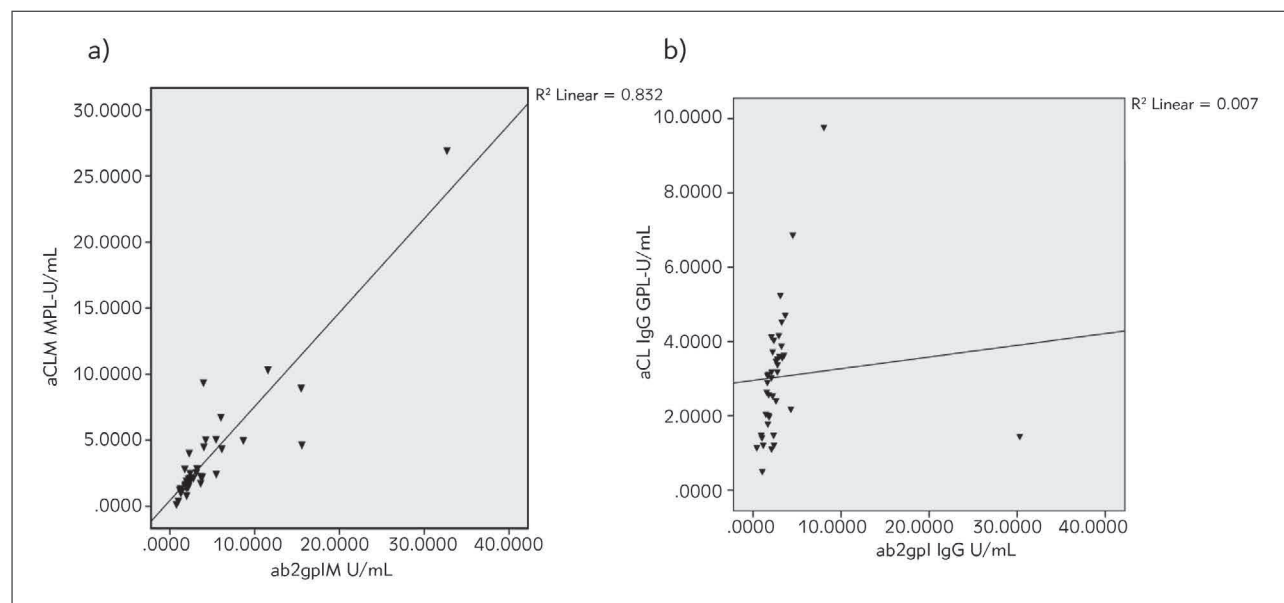 a)
R² Linear = 0.832
aCLM MPL-U/mL
30.0000
25.0000
20.0000
15.0000
10.0000
5.0000
.0000
.0000 10.0000 20.0000 30.0000 40.0000
ab2gpIM U/mL
b)
R² Linear = 0.007
aCL IgG GPL-U/mL
10.0000
8.0000
6.0000
4.0000
2.0000
.0000
.0000 10.0000 20.0000 30.0000 40.0000
ab2gpI IgG U/mL